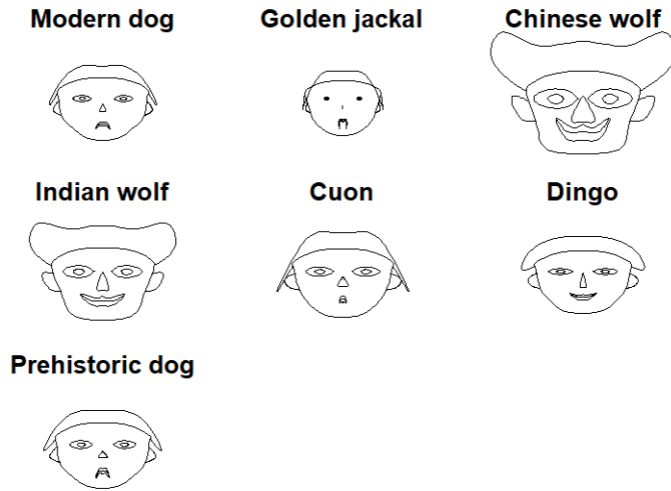 Modern dog
Golden jackal
Chinese wolf
Indian wolf
Cuon
Dingo
Prehistoric dog